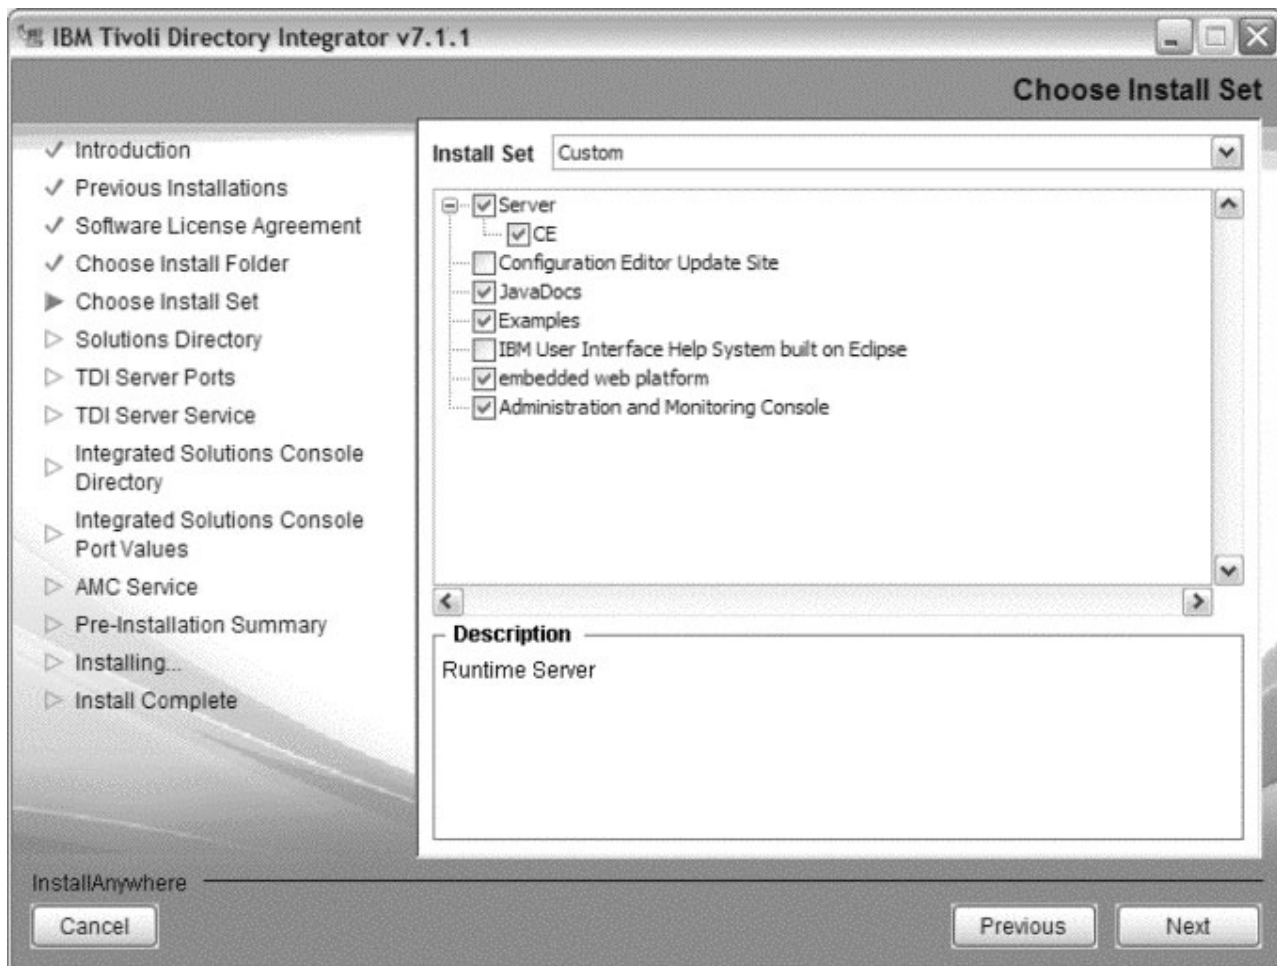 IBM Tivoli Directory Integrator v7.1.1
Choose Install Set
Introduction
Previous Installations
Software License Agreement
Choose Install Folder
Choose Install Set
Solutions Directory
TDI Server Ports
TDI Server Service
Integrated Solutions Console
Directory
Integrated Solutions Console
Port Values
AMC Service
Pre-Installation Summary
Installing...
Install Complete
Install Set Custom
Server
CE
Configuration Editor Update Site
JavaDocs
Examples
IBM User Interface Help System built on Eclipse
embedded web platform
Administration and Monitoring Console
Description
Runtime Server
InstallAnywhere
Cancel
Previous
Next